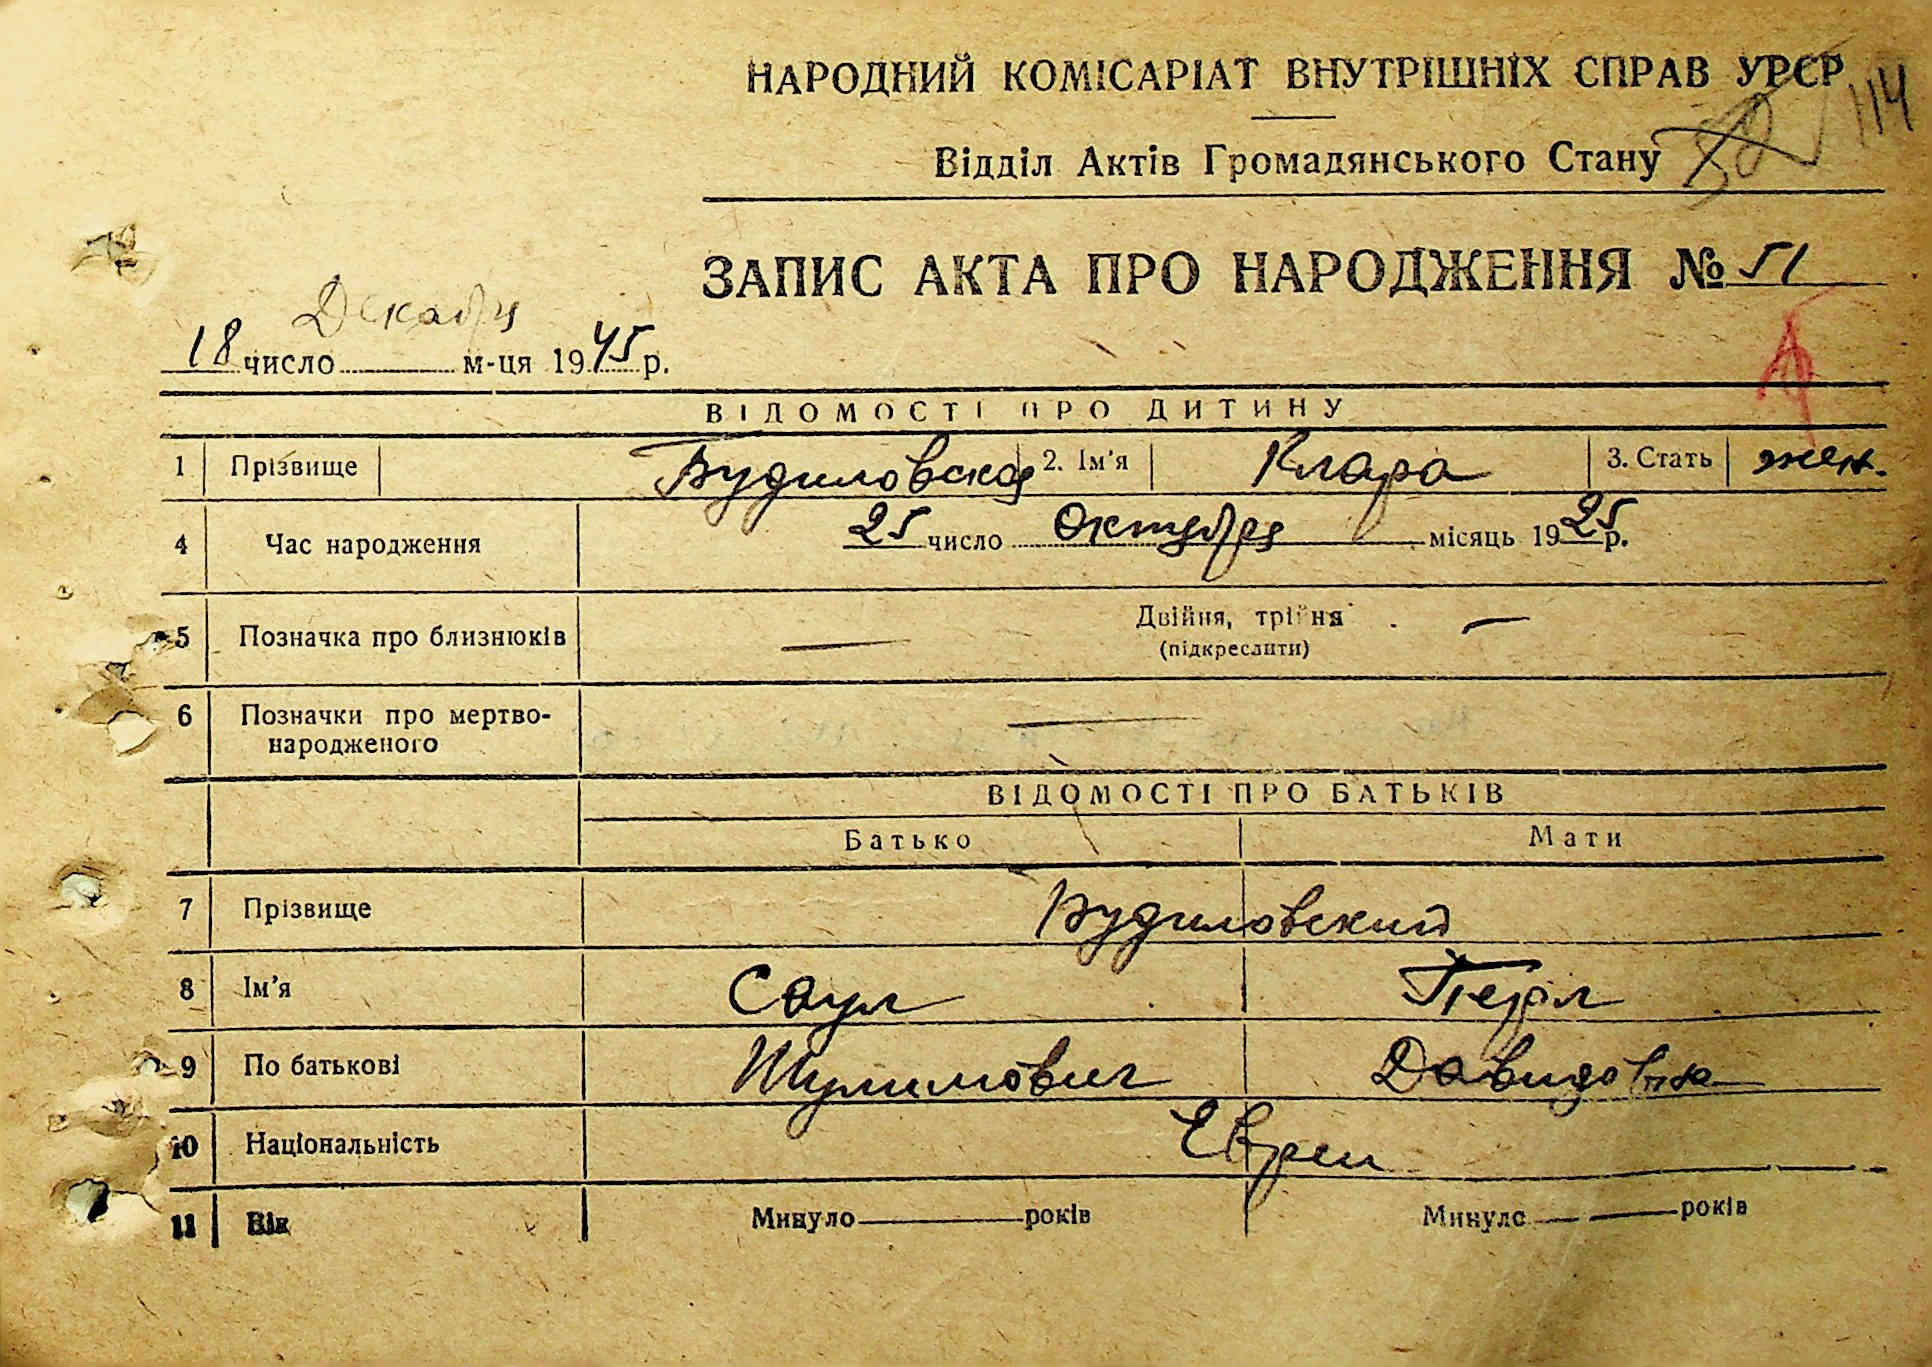 НАРОДНИЙ КОМІСАРІАТ ВНУТРІШНІХ СПРАВ УРСР
114
Відділ Актів Громадянського Стану
ЗАПИС АКТА ПРО НАРОДЖЕННЯ № 51
18 число Декабря м-ця 1945 р.
ВІДОМОСТІ ПРО ДИТИНУ
1 Прізвище Будиловская 2. Ім'я Клара 3. Стать жен.
4 Час народження 25 число Октября місяць 1925 р.
5 Позначка про близнюків — Двійня, трійня —
(підкреслити)
6 Позначки про мертво-
народженого —
ВІДОМОСТІ ПРО БАТЬКІВ
Батько Мати
7 Прізвище Будиловский
8 Ім'я Саул Перл
9 По батькові Шулимович Давидовна
10 Національність Евреи
11 Вік Минуло — років Минуло — років